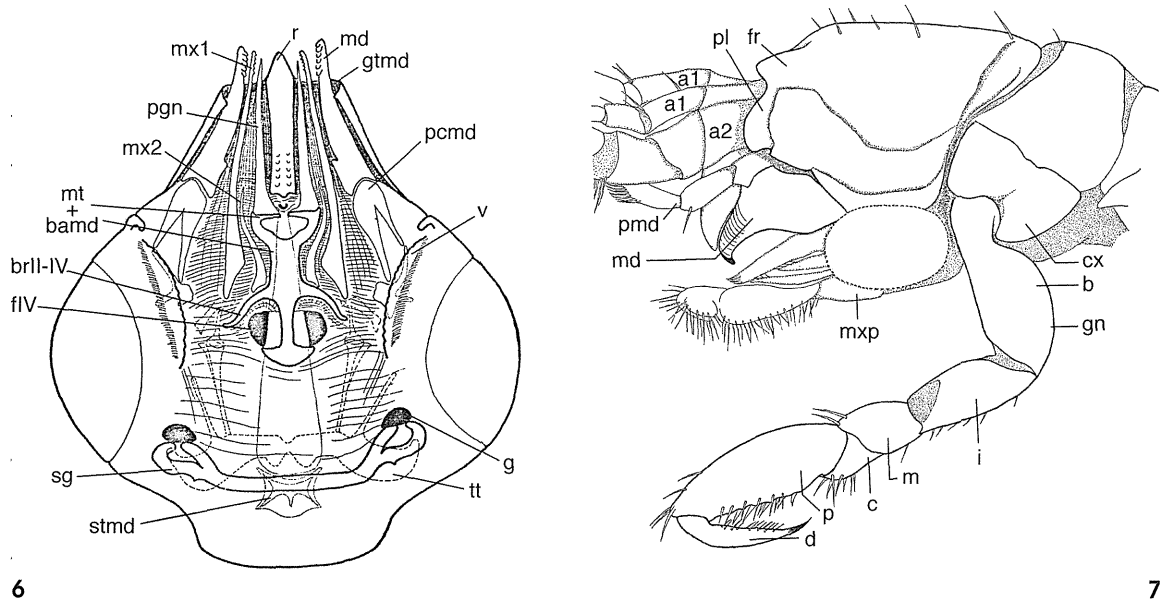 r
mx1
md
gtmd
pgn
pcmd
mx2
mt
+
bamd
v
brII-IV
fIV
sg
g
tt
stmd
6
pl
fr
a1
a1
a2
pmd
md
mxp
cx
b
gn
i
m
c
p
d
7